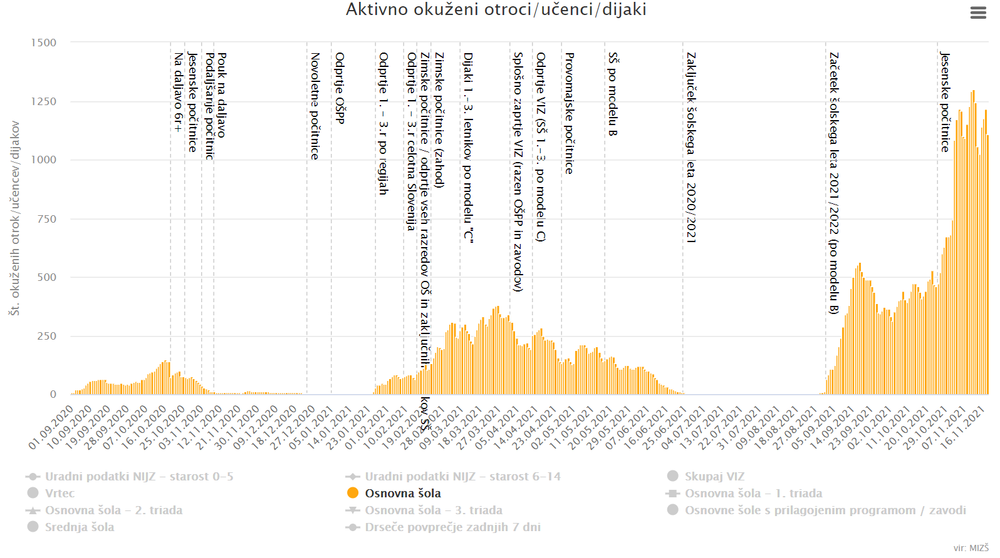 Aktivno okuženi otroci/učenci/dijaki
Št. okuženih otrok/učencev/dijakov
1500
1250
1000
750
500
250
0
Na daljavo 6r+
Jesenske počitnice
Podaljšanje počitnic
Pouk na daljavo
Novoletne počitnice
Odprtje OŠPP
Odprtje 1. - 3.r po regijah
Odprtje 1. - 3.r celotna Slovenija
Zimske počitnice / odprtje vseh razredov OŠ in zaključnih kov SŠ
Zimske počitnice (zahod)
Dijaki 1.-3. letnikov po modelu "C"
Splošno zaprtje VIZ (razen OŠPP in zavodov)
Odprtje VIZ (SŠ 1.-3. po modelu C)
Prvomajske počitnice
SŠ po modelu B
Zaključek šolskega leta 2020/2021
Začetek šolskega leta 2021/2022 (po modelu B)
Jesenske počitnice
01.09.2020
10.09.2020
19.09.2020
28.09.2020
07.10.2020
16.10.2020
25.10.2020
03.11.2020
12.11.2020
21.11.2020
30.11.2020
09.12.2020
18.12.2020
27.12.2020
05.01.2021
14.01.2021
23.01.2021
01.02.2021
10.02.2021
19.02.2021
28.02.2021
09.03.2021
18.03.2021
27.03.2021
05.04.2021
14.04.2021
23.04.2021
02.05.2021
11.05.2021
20.05.2021
29.05.2021
07.06.2021
16.06.2021
25.06.2021
04.07.2021
13.07.2021
22.07.2021
31.07.2021
09.08.2021
18.08.2021
27.08.2021
05.09.2021
14.09.2021
23.09.2021
02.10.2021
11.10.2021
20.10.2021
29.10.2021
07.11.2021
16.11.2021
Uradni podatki NIJZ - starost 0-5
Uradni podatki NIJZ - starost 6-14
Skupaj VIZ
Vrtec
Osnovna šola
Osnovna šola - 1. triada
Osnovna šola - 2. triada
Osnovna šola - 3. triada
Osnovne šole s prilagojenim programom / zavodi
Srednja šola
Drseče povprečje zadnjih 7 dni
vir: MIZŠ